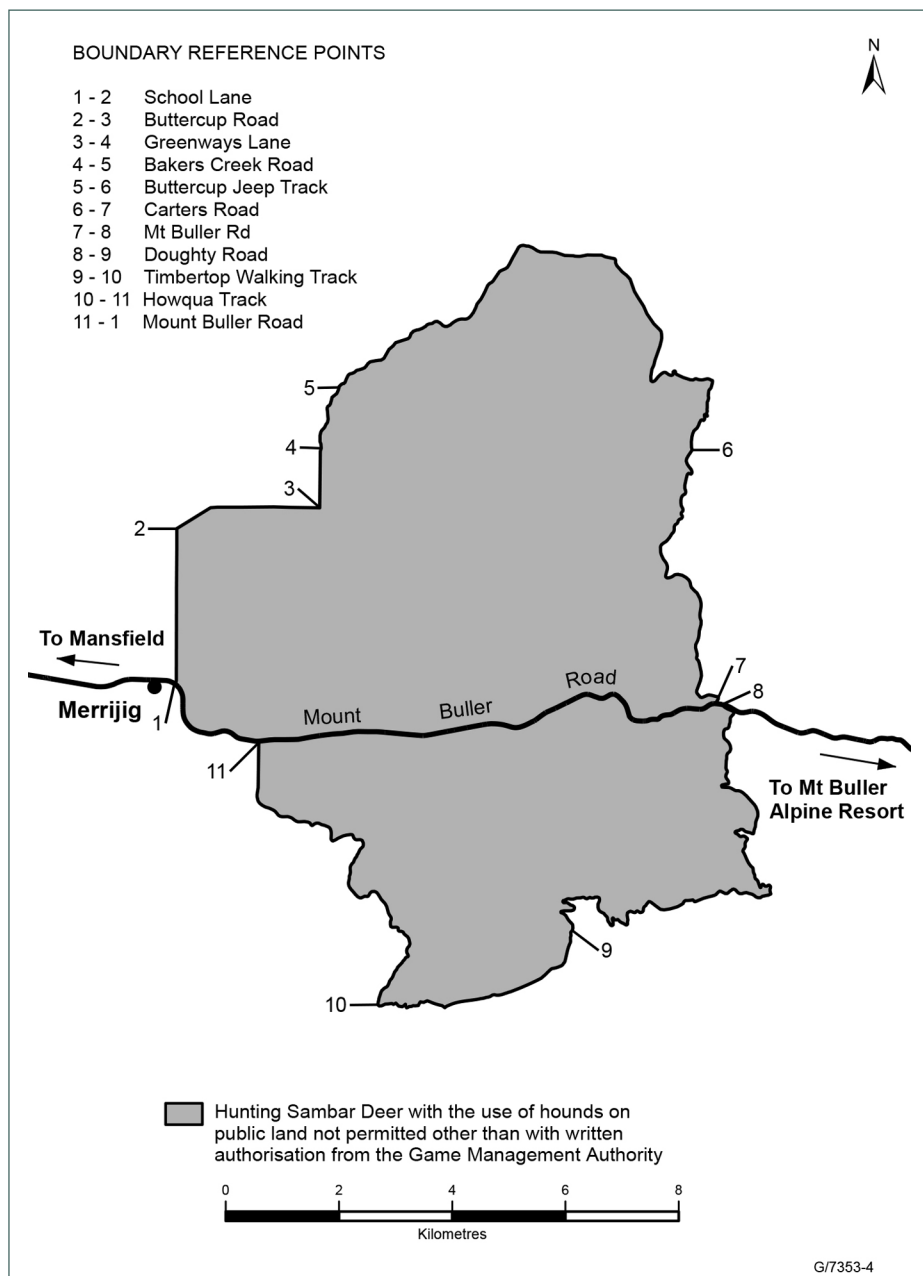 BOUNDARY REFERENCE POINTS
N
1 - 2 School Lane
2 - 3 Buttercup Road
3 - 4 Greenways Lane
4 - 5 Bakers Creek Road
5 - 6 Buttercup Jeep Track
6 - 7 Carters Road
7 - 8 Mt Buller Rd
8 - 9 Doughty Road
9 - 10 Timbertop Walking Track
10 - 11 Howqua Track
11 - 1 Mount Buller Road
5
4
6
3
2
To Mansfield
Merrijig
1
Mount Buller Road
7
8
11
To Mt Buller
Alpine Resort
9
10
Hunting Sambar Deer with the use of hounds on
public land not permitted other than with written
authorisation from the Game Management Authority
0 2 4 6 8
Kilometres
G/7353-4